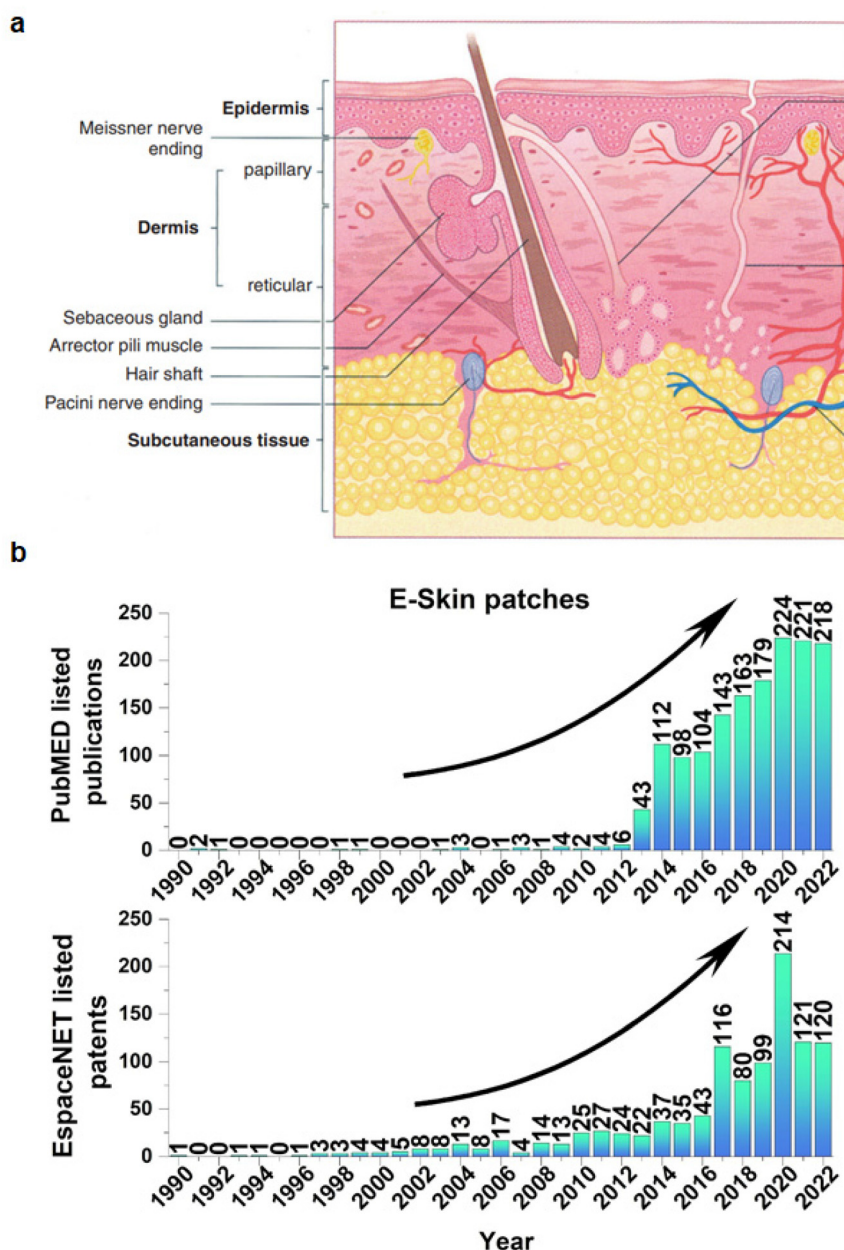 a
Epidermis
Meissner nerve
ending
papillary
Dermis
reticular
Sebaceous gland
Arrector pili muscle
Hair shaft
Pacini nerve ending
Subcutaneous tissue
b
E-Skin patches
PubMED listed
publications
250
200
150
100
50
0
0 2 1 0 0 0 0 0 1 1 0 0 0 1 3 0 1 3 1 4 2 4 6 43 112 98 104 143 163 179 224 221 218
1990 1992 1994 1996 1998 2000 2002 2004 2006 2008 2010 2012 2014 2016 2018 2020 2022
EspaceNET listed
patents
250
200
150
100
50
0
1 0 0 1 1 0 1 3 3 4 4 5 8 8 13 8 17 4 14 13 25 27 24 22 37 35 43 116 80 99 214 121 120
1990 1992 1994 1996 1998 2000 2002 2004 2006 2008 2010 2012 2014 2016 2018 2020 2022
Year